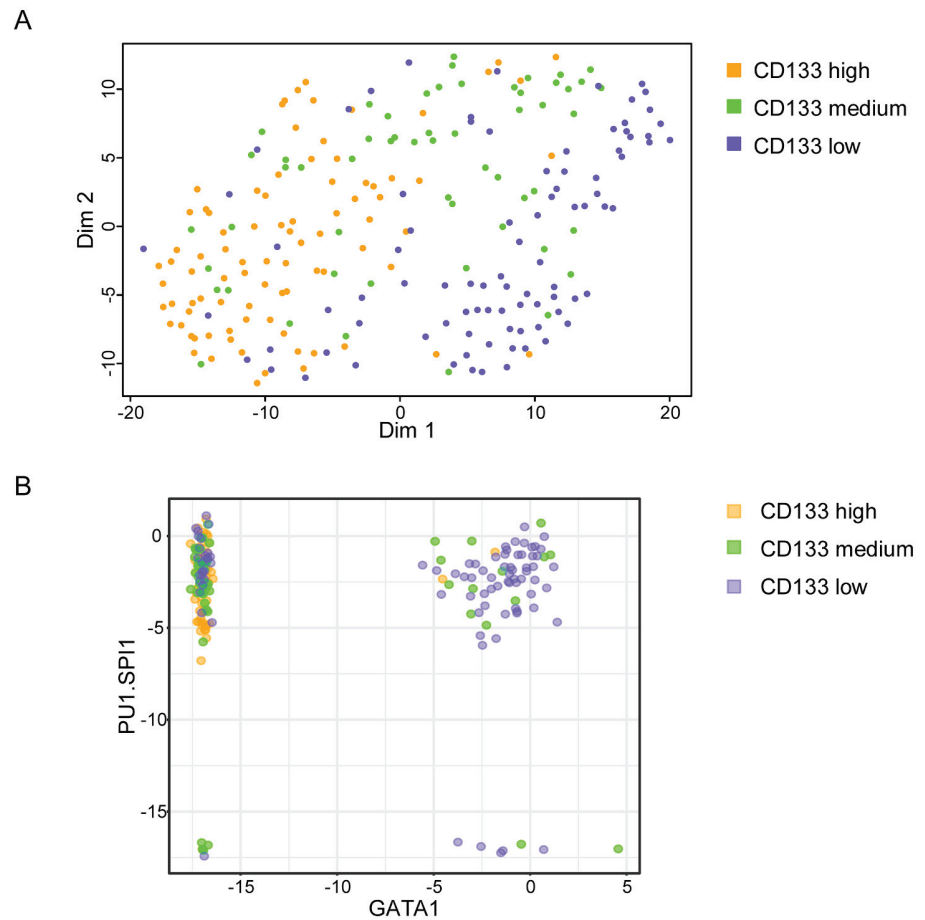 A
Dim 2
10
5
0
-5
-10
-20
-10
0
10
20
Dim 1
CD133 high
CD133 medium
CD133 low
B
PU1.SPI1
0
-5
-10
-15
-15
-10
-5
0
5
GATA1
CD133 high
CD133 medium
CD133 low